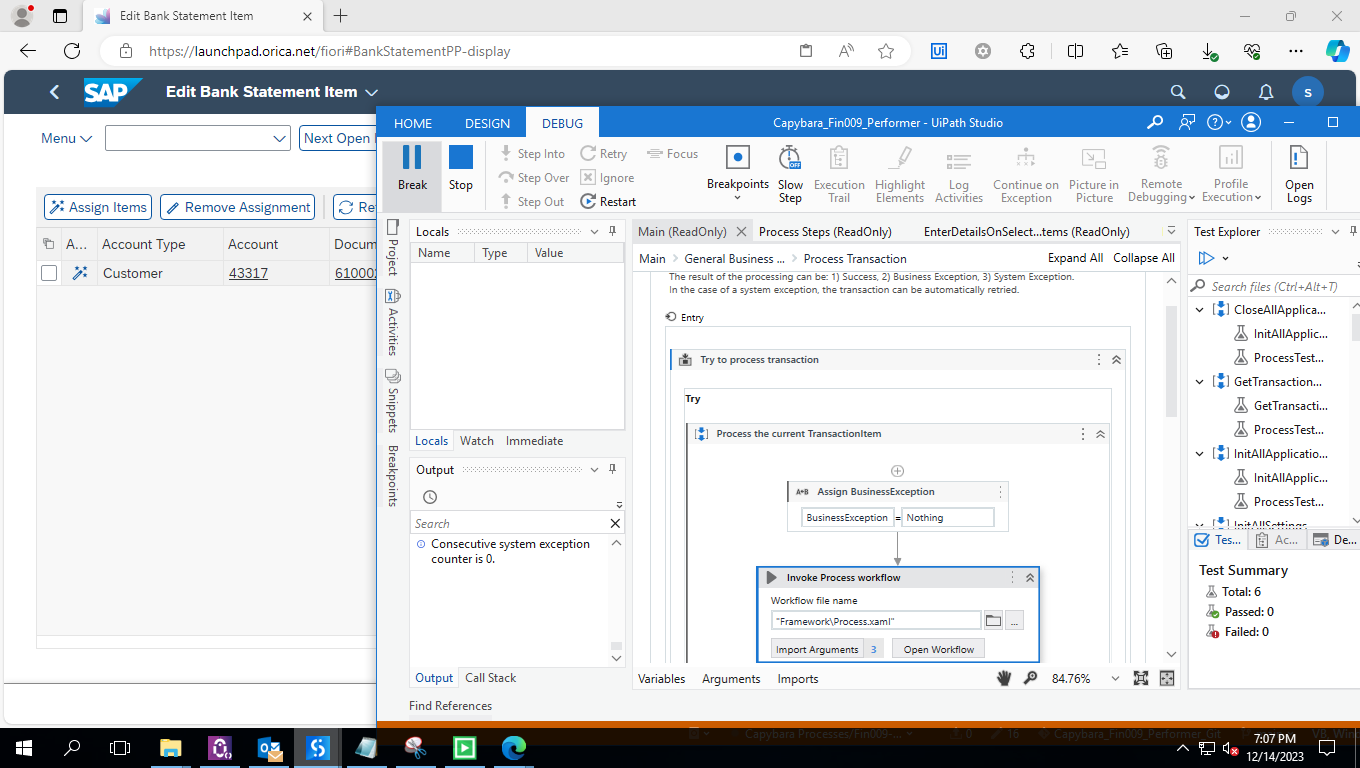 Edit Bank Statement Item
https://launchpad.orica.net/fiori#BankStatementPP-display
SAP
Edit Bank Statement Item
S
Menu
Next Open
Assign Items
Remove Assignment
A...
Account Type
Account
Customer
43317
HOME
DESIGN
DEBUG
Capybara_Fin009_Performer - UiPath Studio
Break
Stop
Step Into
Step Over
Step Out
Retry
Ignore
Restart
Focus
Breakpoints
Slow
Step
Execution
Trail
Highlight
Elements
Log
Activities
Continue on
Exception
Picture in
Picture
Remote
Debugging
Profile
Execution
Open
Logs
Project
Activities
Snippets
Breakpoints
Locals
Name
Type
Value
Locals
Watch
Immediate
Output
Search
Consecutive system exception
counter is 0.
Output
Call Stack
Find References
Main (ReadOnly)
Process Steps (ReadOnly)
EnterDetailsOnSelect...tems (ReadOnly)
Main
General Business ...
Process Transaction
Expand All
Collapse All
The result of the processing can be: 1) Success, 2) Business Exception, 3) System Exception.
In the case of a system exception, the transaction can be automatically retried.
Entry
Try to process transaction
Try
Process the current TransactionItem
A+B
Assign BusinessException
BusinessException = Nothing
Invoke Process workflow
Workflow file name
"Framework\Process.xaml"
...
Import Arguments 3
Open Workflow
Variables
Arguments
Imports
84.76%
Test Explorer
Search files (Ctrl+Alt+T)
CloseAllApplica...
InitAllApplic...
ProcessTest...
GetTransaction...
GetTransacti...
ProcessTest...
InitAllApplicatio...
InitAllApplic...
ProcessTest...
InitAllSettings
Tes...
Ac...
De...
Test Summary
Total: 6
Passed: 0
Failed: 0
Capybara Processes/Fin009-...
0
16
Capybara_Fin009_Performer_Git
7:07 PM
12/14/2023